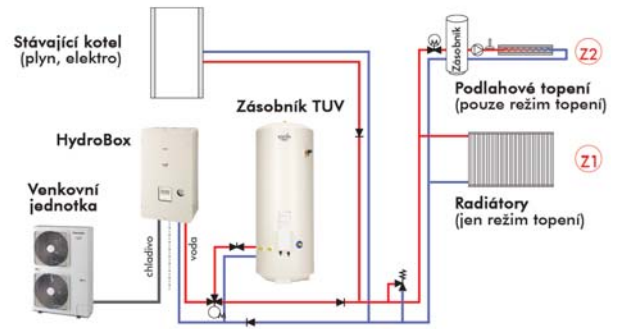 Stávající kotel
(plyn, elektro)
Zásobník TUV
HydroBox
Venkovní
jednotka
chladivo
voda
M
Zásobník
Z2
Podlahové topení
(pouze režim topení)
Z1
Radiátory
(jen režim topení)